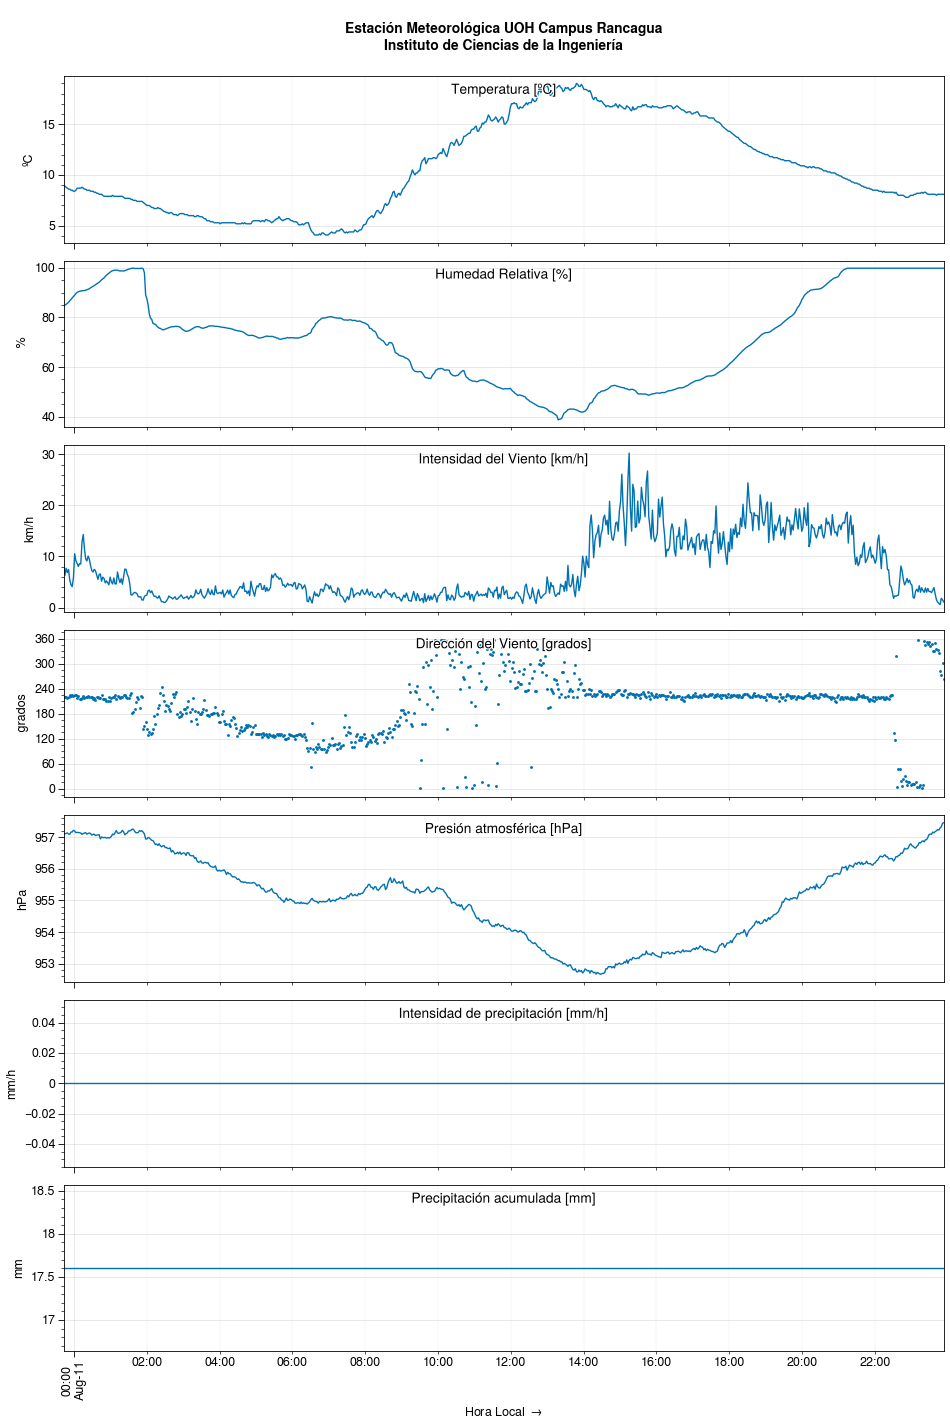 Estación Meteorológica UOH Campus Rancagua
Instituto de Ciencias de la Ingeniería
Temperatura [ºC]
ºC
15
10
5
Humedad Relativa [%]
%
100
80
60
40
Intensidad del Viento [km/h]
km/h
30
20
10
0
Dirección del Viento [grados]
grados
360
300
240
180
120
60
0
Presión atmosférica [hPa]
hPa
957
956
955
954
953
Intensidad de precipitación [mm/h]
mm/h
0.04
0.02
0
−0.02
−0.04
Precipitación acumulada [mm]
mm
18.5
18
17.5
17
00:00
Aug-11
02:00
04:00
06:00
08:00
10:00
12:00
14:00
16:00
18:00
20:00
22:00
Hora Local →